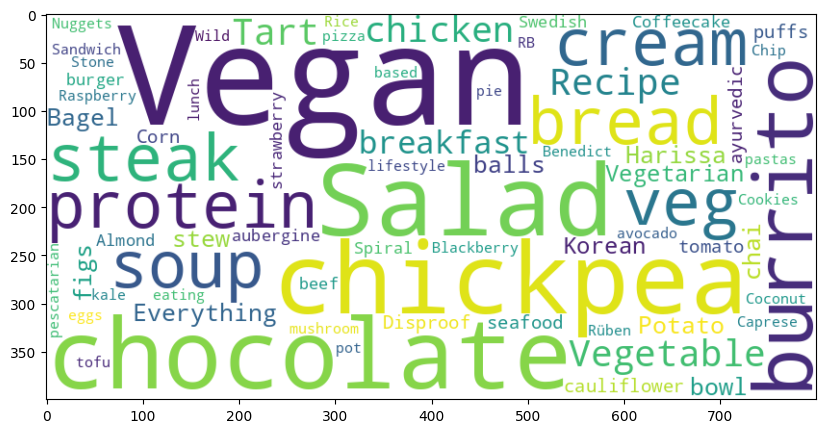 0
50
100
150
200
250
300
350
0 100 200 300 400 500 600 700
Nuggets
Wild
Tart
Rice
pizza
chicken
Swedish
RB
Coffeecake
puffs
Sandwich
Stone
burger
Raspberry
Bagel
Vegan
lunch
based
pie
cream
Chip
Recipe
Corn
strawberry
breakfast
bread
ayurvedic
burrito
steak
lifestyle
balls
Benedict
Harissa
pastas
Vegetarian
protein
Salad
veg
Cookies
Almond
stew
aubergine
Spiral
Blackberry
Korean
avocado
tomato
chai
pescatarian
figs
soup
kale
eating
beef
chickpea
Coconut
eggs
Everything
mushroom
Disproof
seafood
Rüben
Potato
Caprese
tofu
chocolate
pot
Vegetable
cauliflower
bowl